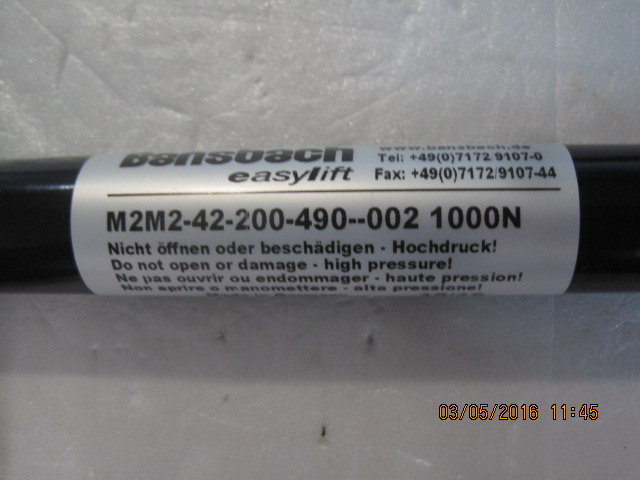 Bansbach
easylift
www.bansbach.de
Tel: +49(0)7172/9107-0
Fax: +49(0)7172/9107-44
M2M2-42-200-490--002 1000N
Nicht öffnen oder beschädigen - Hochdruck!
Do not open or damage - high pressure!
Ne pas ouvrir ou endommager - haute pression!
Non aprire o manomettere - alta pressione!
03/05/2016 11:45